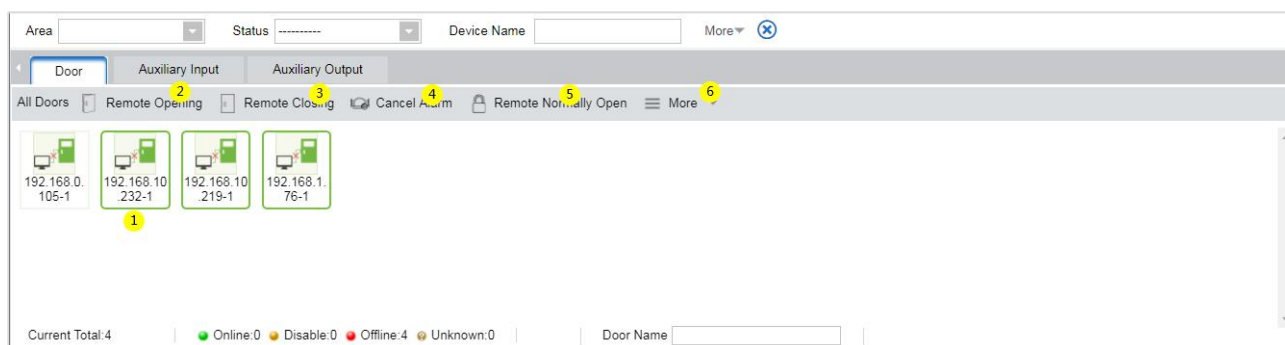 Area Status ---------- Device Name More
Door Auxiliary Input Auxiliary Output
2 3 4 5 6
All Doors Remote Opening Remote Closing Cancel Alarm Remote Normally Open More
192.168.0.
105-1
192.168.10
.232-1
192.168.10
.219-1
192.168.1.
76-1
1
Current Total:4 Online:0 Disable:0 Offline:4 Unknown:0 Door Name